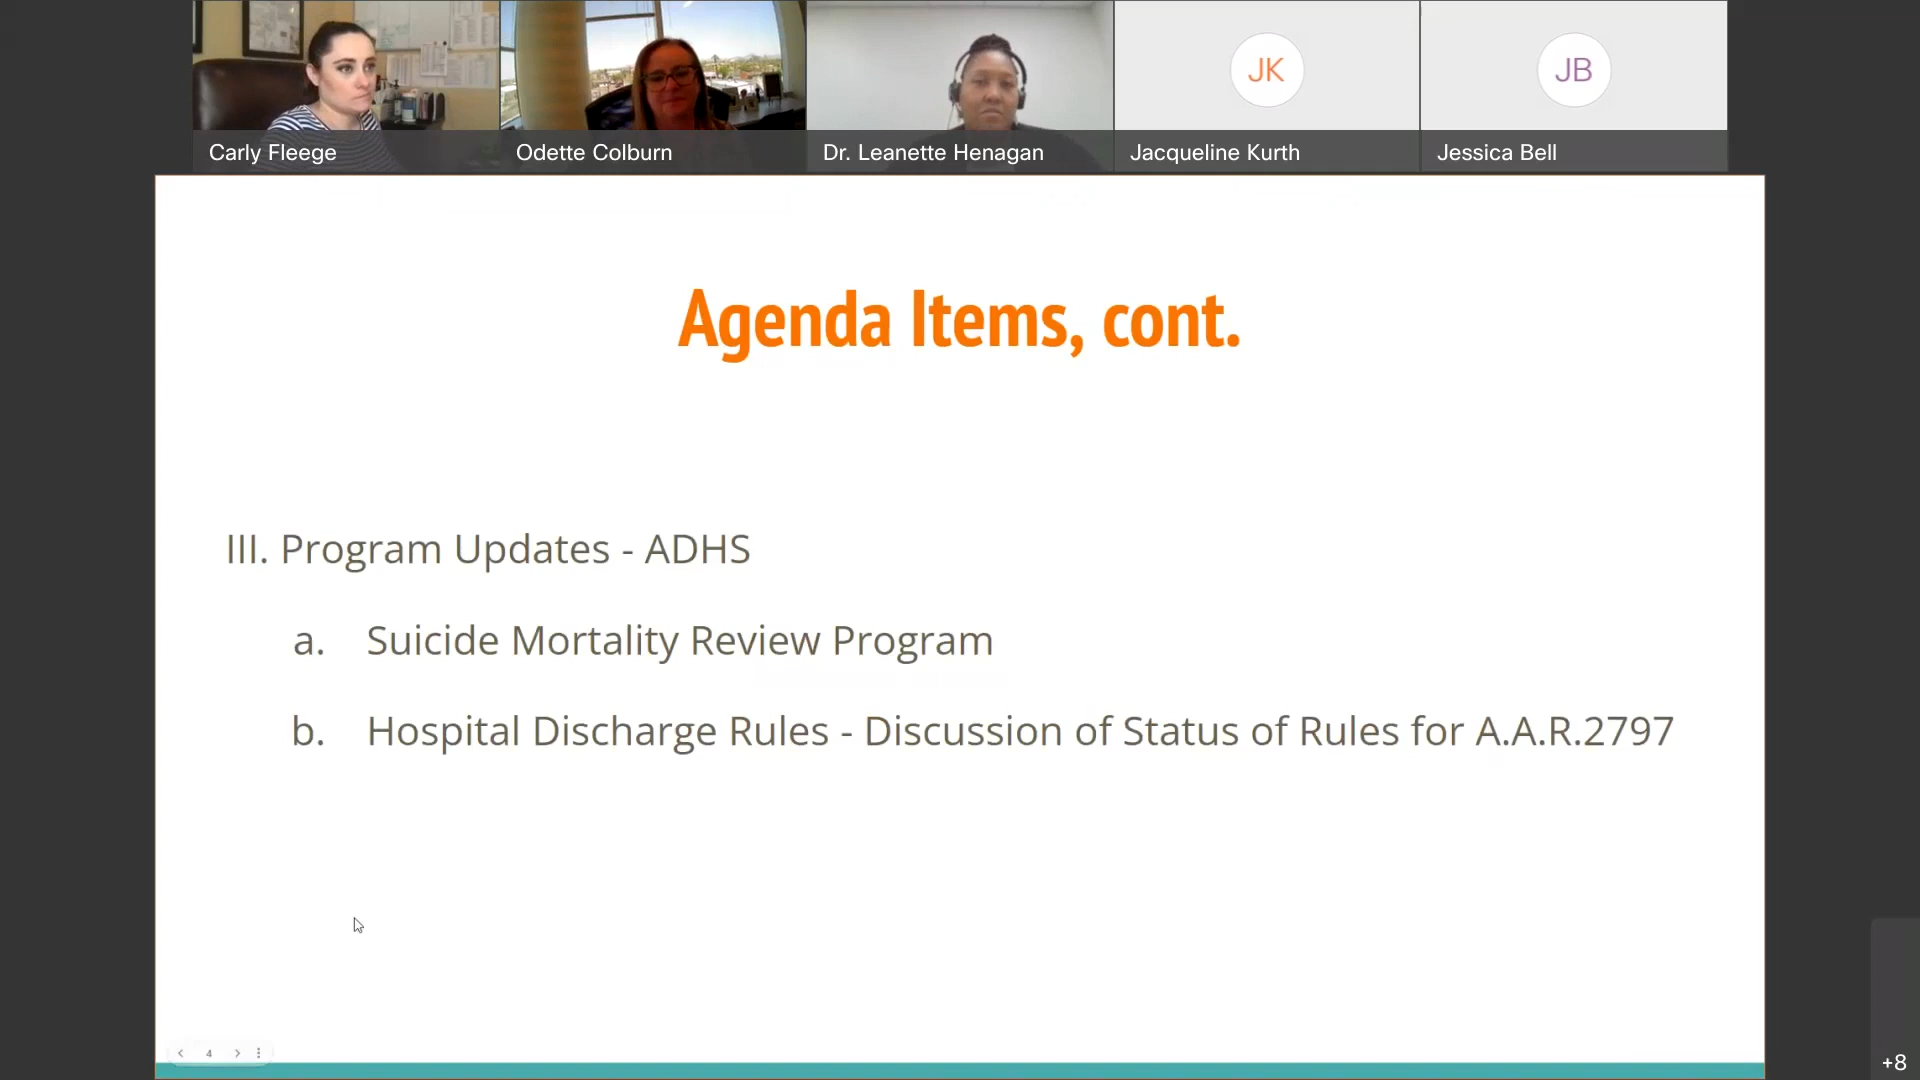 Carly Fleege
Odette Colburn
Dr. Leanette Henagan
JK
Jacqueline Kurth
JB
Jessica Bell
Agenda Items, cont.
III. Program Updates - ADHS
a. Suicide Mortality Review Program
b. Hospital Discharge Rules - Discussion of Status of Rules for A.A.R.2797
4
+8